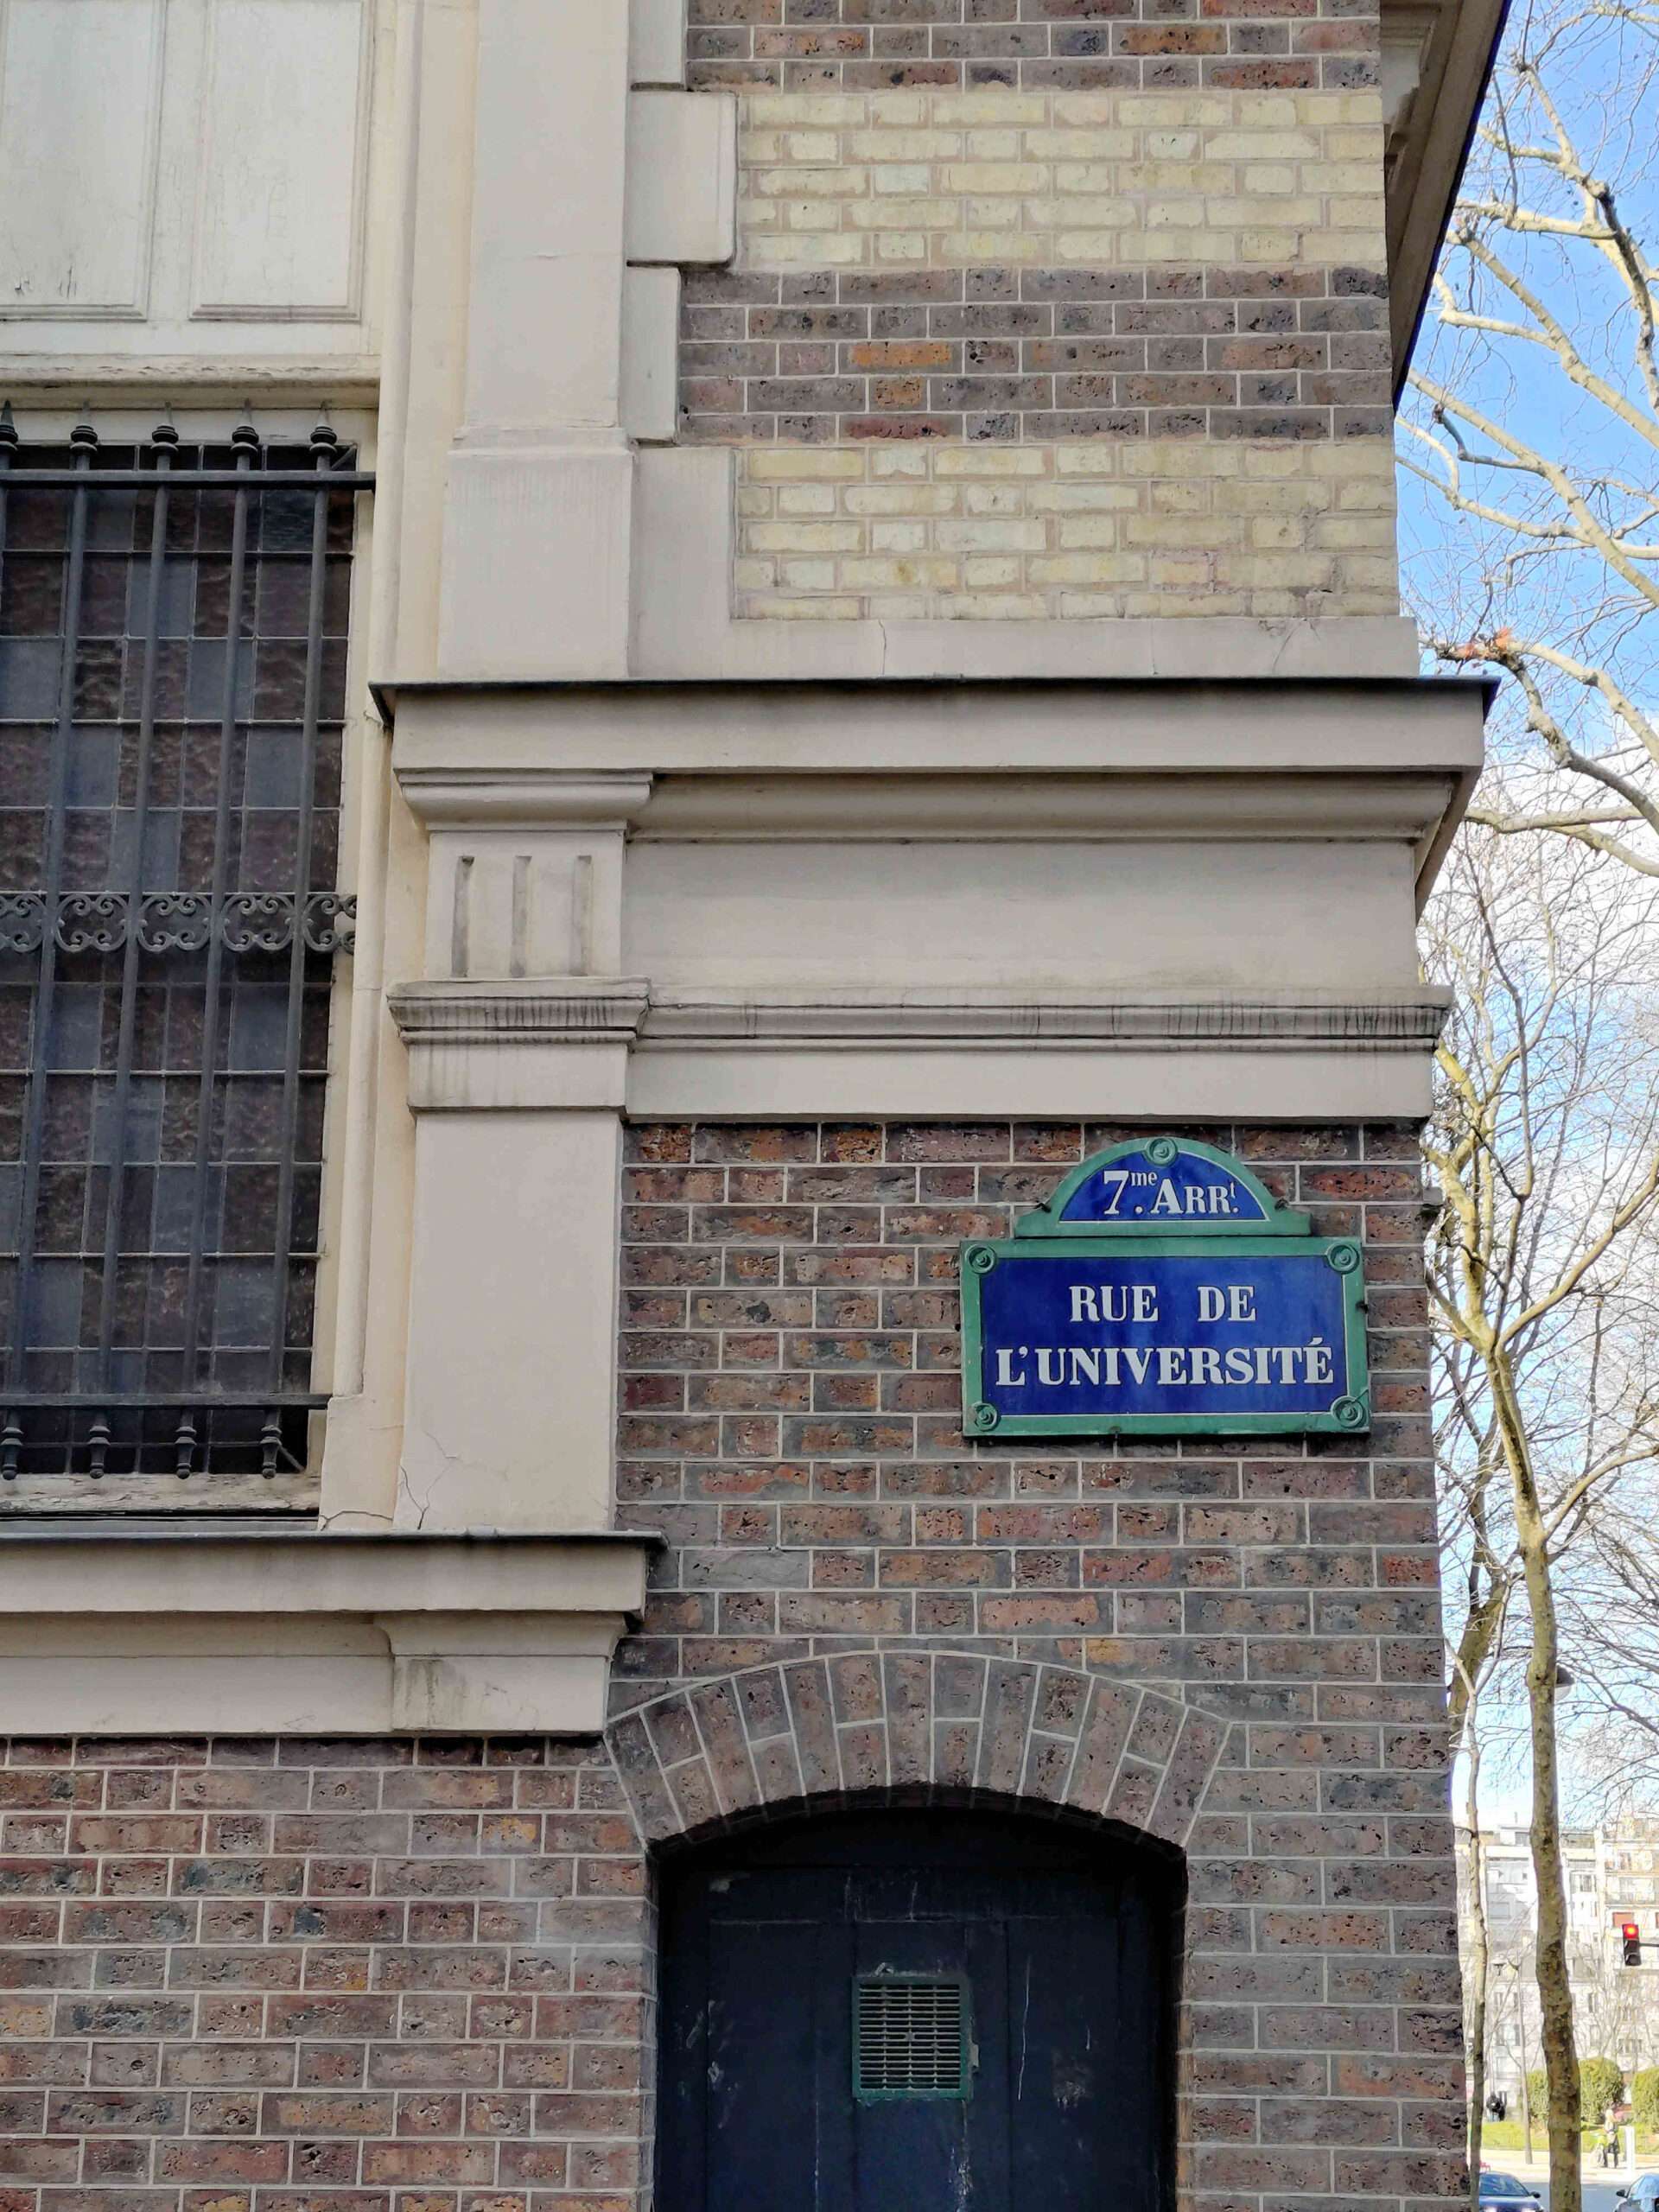 7me. ARRt.
RUE DE
L'UNIVERSITÉ